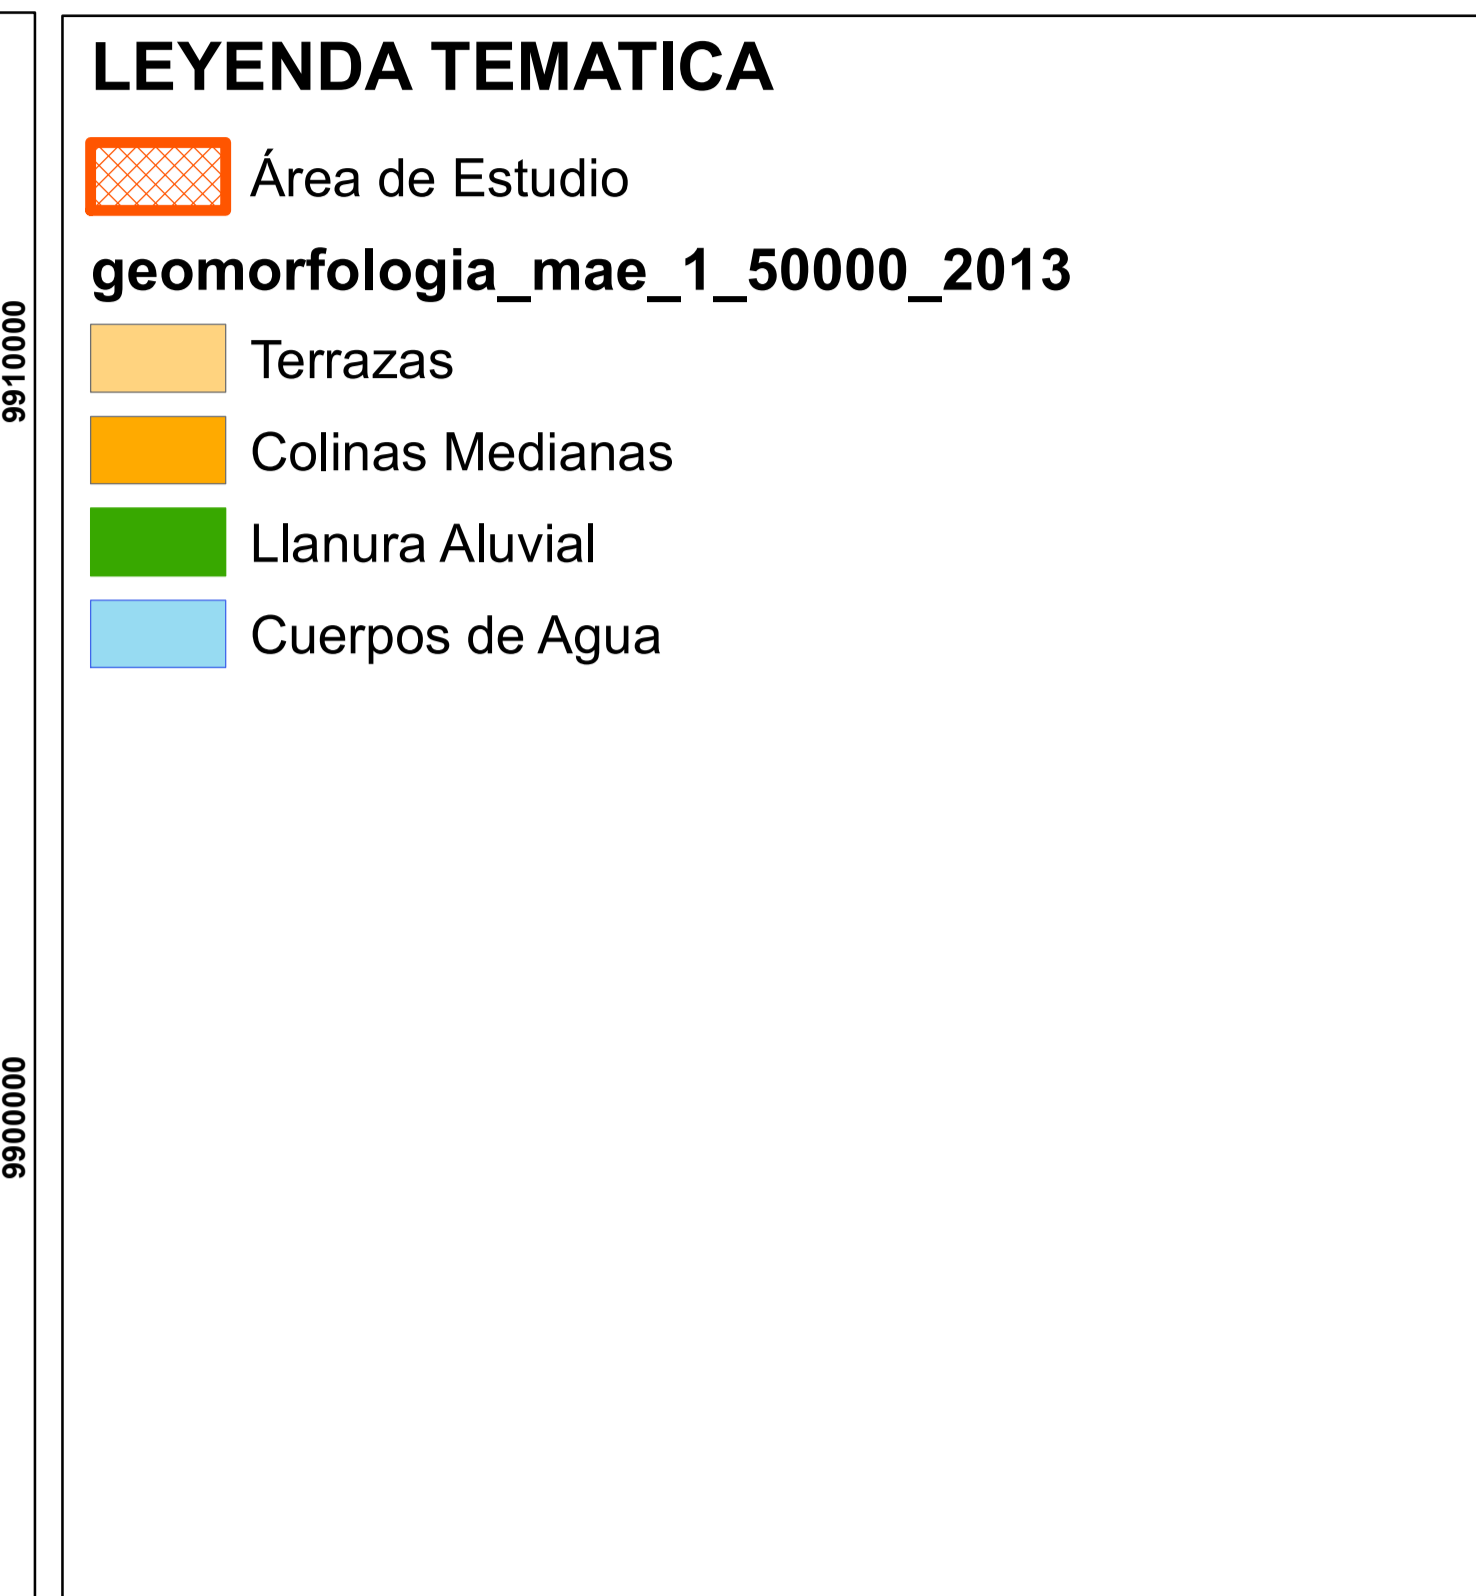 LEYENDA TEMATICA
Área de Estudio
geomorfologia_mae_1_50000_2013
Terrazas
Colinas Medianas
Llanura Aluvial
Cuerpos de Agua
9910000
9900000